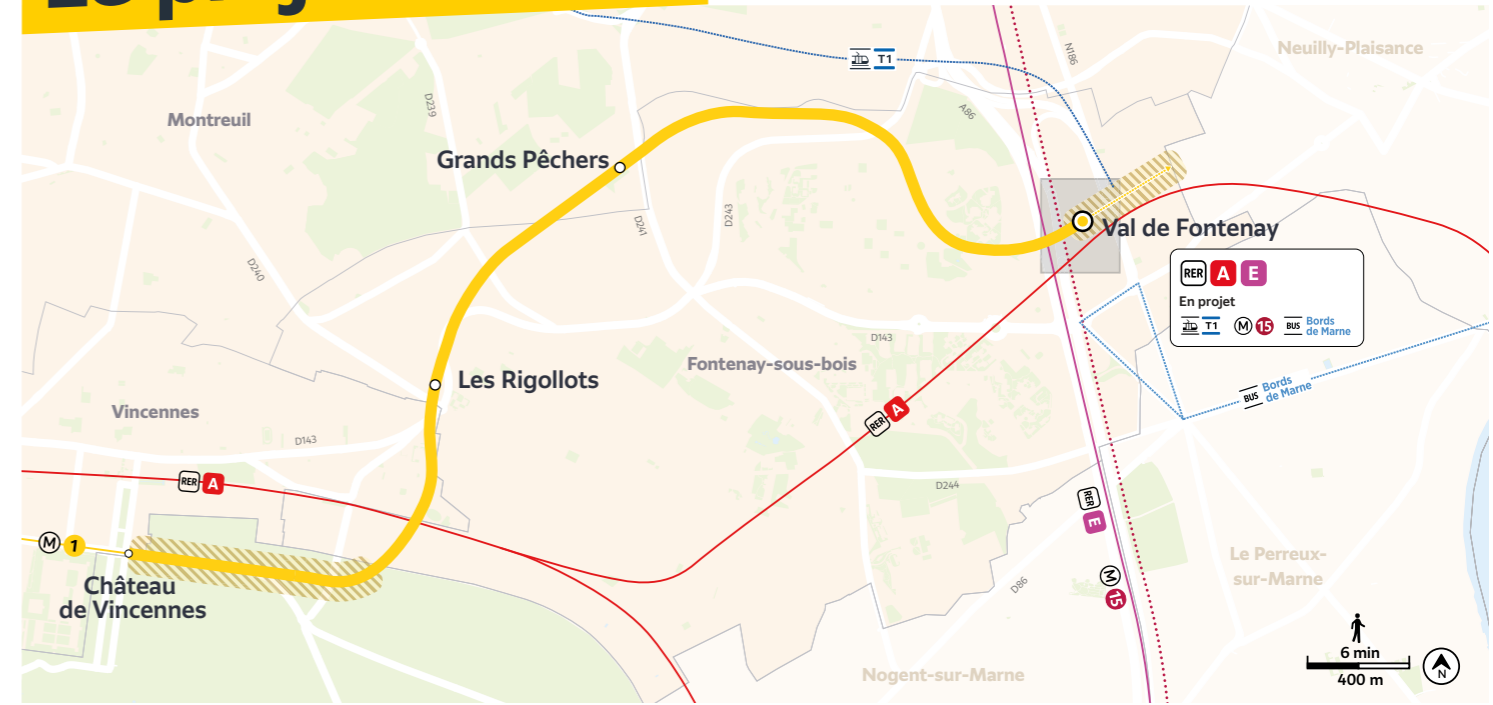 Neuilly-Plaisance
T1
N186
Montreuil
D239
A86
Grands Pêchers
D241
D243
Val de Fontenay
RER A E
En projet
T1 M 15 BUS Bords
de Marne
D240
D143
Fontenay-sous-bois
Les Rigollots
BUS Bords
de Marne
Vincennes
RER A
D143
RER A
D244
RER E
M 1
Château
de Vincennes
Le Perreux-
sur-Marne
M 15
D86
6 min
400 m
N
Nogent-sur-Marne